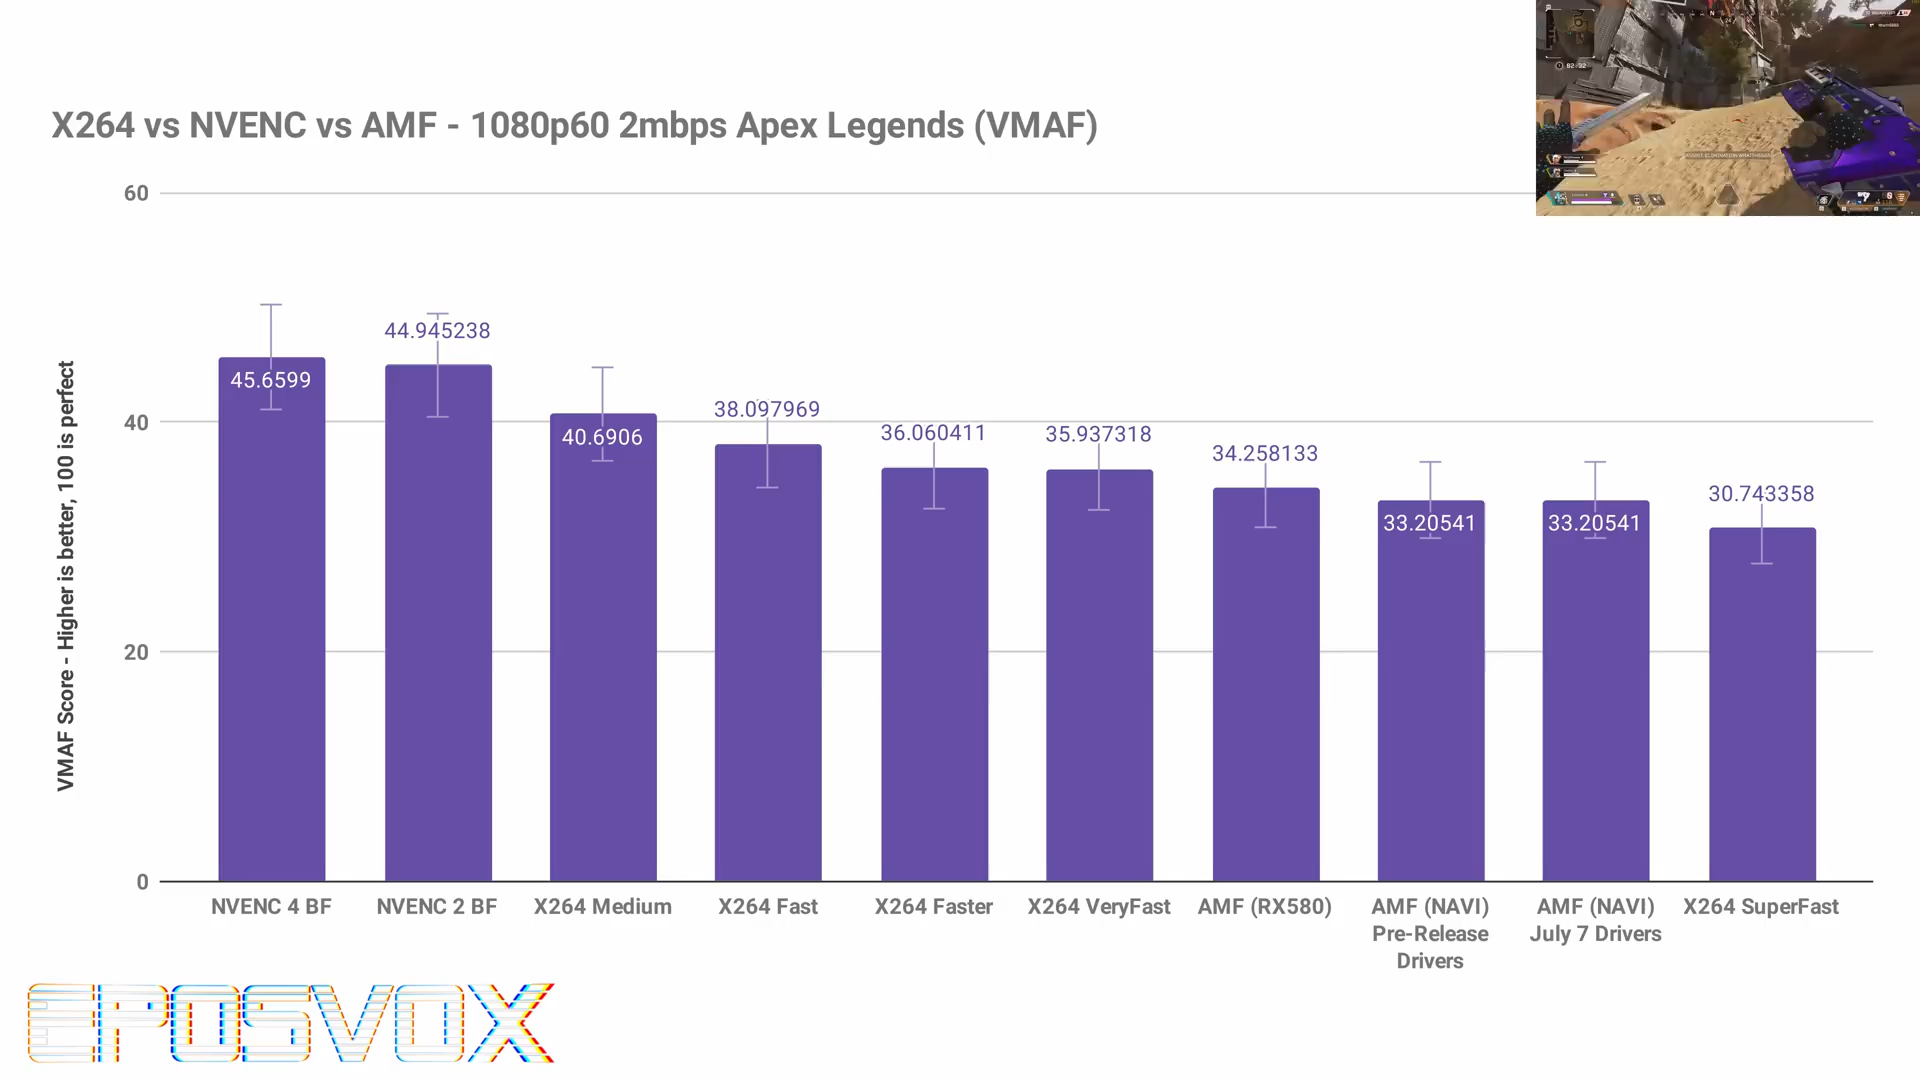 X264 vs NVENC vs AMF - 1080p60 2mbps Apex Legends (VMAF)
82:32
VMAF Score - Higher is better, 100 is perfect
60
40
20
0
45.6599
44.945238
40.6906
38.097969
36.060411
35.937318
34.258133
33.20541
33.20541
30.743358
NVENC 4 BF
NVENC 2 BF
X264 Medium
X264 Fast
X264 Faster
X264 VeryFast
AMF (RX580)
AMF (NAVI)
Pre-Release
Drivers
AMF (NAVI)
July 7 Drivers
X264 SuperFast
EPOSVOX